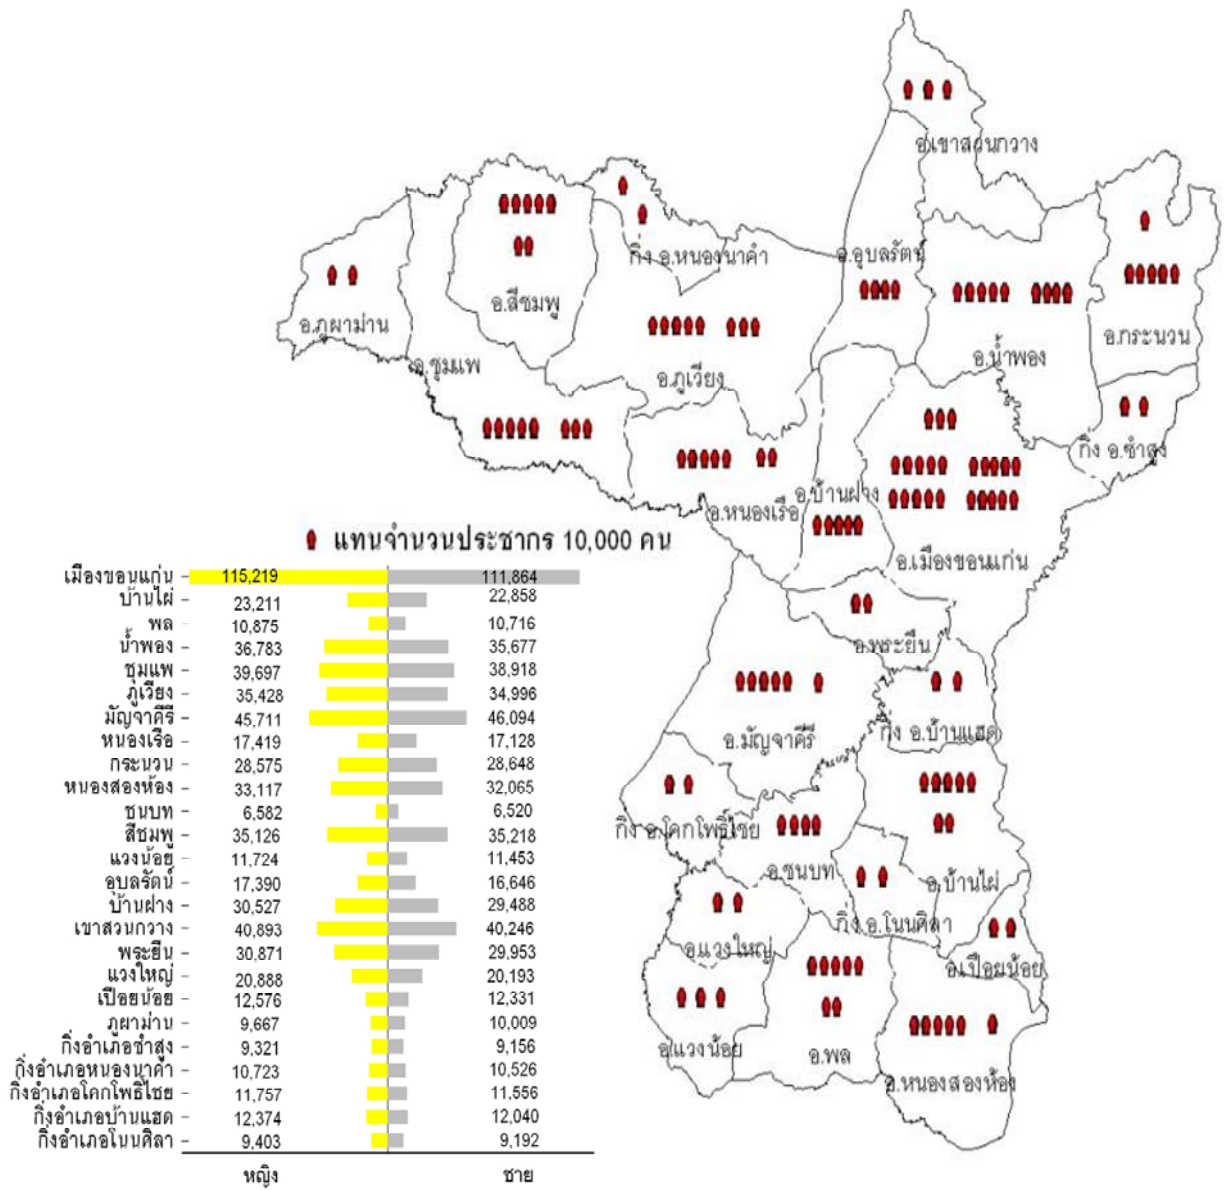 อ.เขาสวนกวาง
อ.อุบลรัตน์
กิ่ง อ.หนองนาคำ
อ.สีชมพู
อ.ภูผาม่าน
อ.ชุมแพ
อ.ภูเวียง
อ.น้ำพอง
อ.กระนวน
กิ่ง อ.ซำสูง
อ.บ้านฝาง
อ.หนองเรือ
อ.เมืองขอนแก่น
แทนจำนวนประชากร 10,000 คน
อ.พระยืน
อ.มัญจาคีรี
กิ่ง อ.บ้านแฮด
กิ่ง อ.โคกโพธิ์ไชย
อ.ชนบท
อ.บ้านไผ่
กิ่ง อ.โนนศิลา
อ.แวงใหญ่
อ.เปือยน้อย
อ.แวงน้อย
อ.พล
อ.หนองสองห้อง
เมืองขอนแก่น 115,219 111,864
บ้านไผ่ 23,211 22,858
พล 10,875 10,716
น้ำพอง 36,783 35,677
ชุมแพ 39,697 38,918
ภูเวียง 35,428 34,996
มัญจาคีรี 45,711 46,094
หนองเรือ 17,419 17,128
กระนวน 28,575 28,648
หนองสองห้อง 33,117 32,065
ชนบท 6,582 6,520
สีชมพู 35,126 35,218
แวงน้อย 11,724 11,453
อุบลรัตน์ 17,390 16,646
บ้านฝาง 30,527 29,488
เขาสวนกวาง 40,893 40,246
พระยืน 30,871 29,953
แวงใหญ่ 20,888 20,193
เปือยน้อย 12,576 12,331
ภูผาม่าน 9,667 10,009
กิ่งอำเภอซำสูง 9,321 9,156
กิ่งอำเภอหนองนาคำ 10,723 10,526
กิ่งอำเภอโคกโพธิ์ไชย 11,757 11,556
กิ่งอำเภอบ้านแฮด 12,374 12,040
กิ่งอำเภอโนนศิลา 9,403 9,192
หญิง ชาย